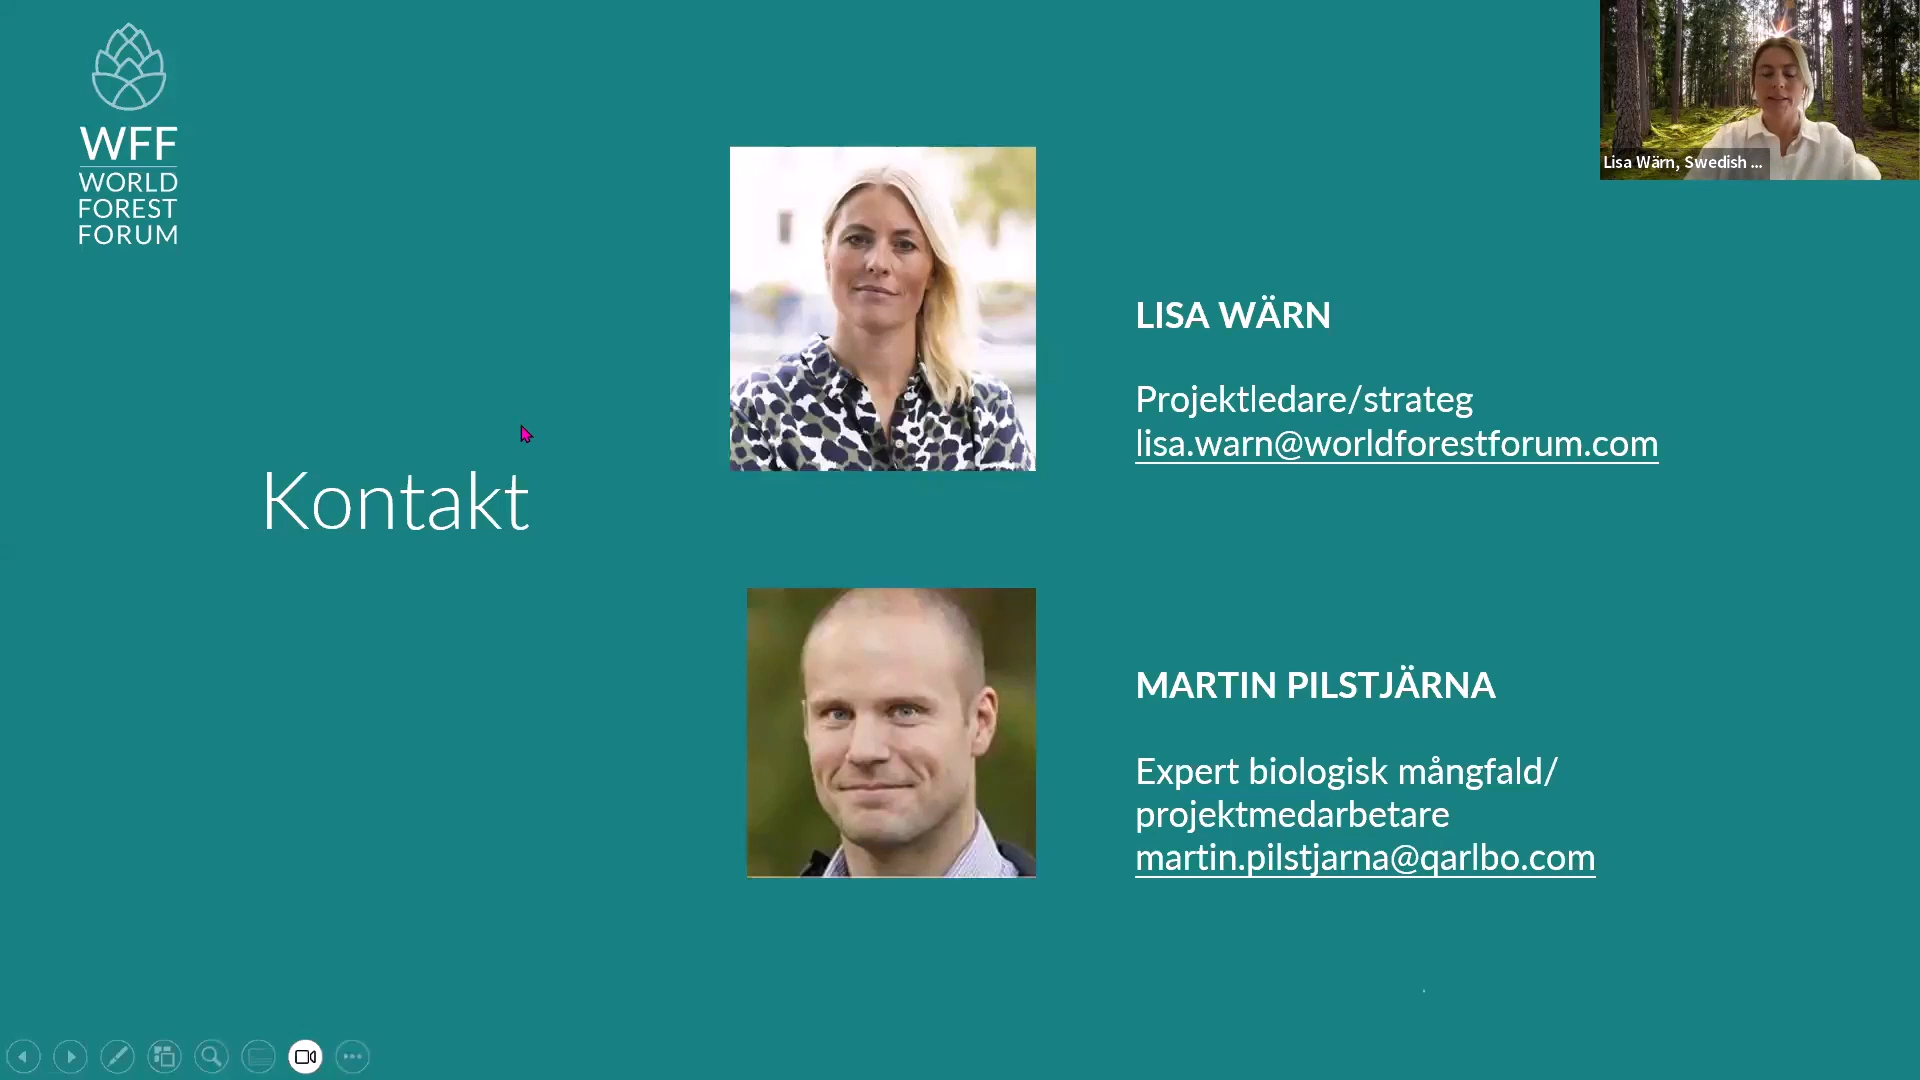 WFF
WORLD
FOREST
FORUM
Lisa Wärn, Swedish ...
LISA WÄRN
Projektledare/strateg
lisa.warn@worldforestforum.com
Kontakt
MARTIN PILSTJÄRNA
Expert biologisk mångfald/
projektmedarbetare
martin.pilstjarna@qarlbo.com